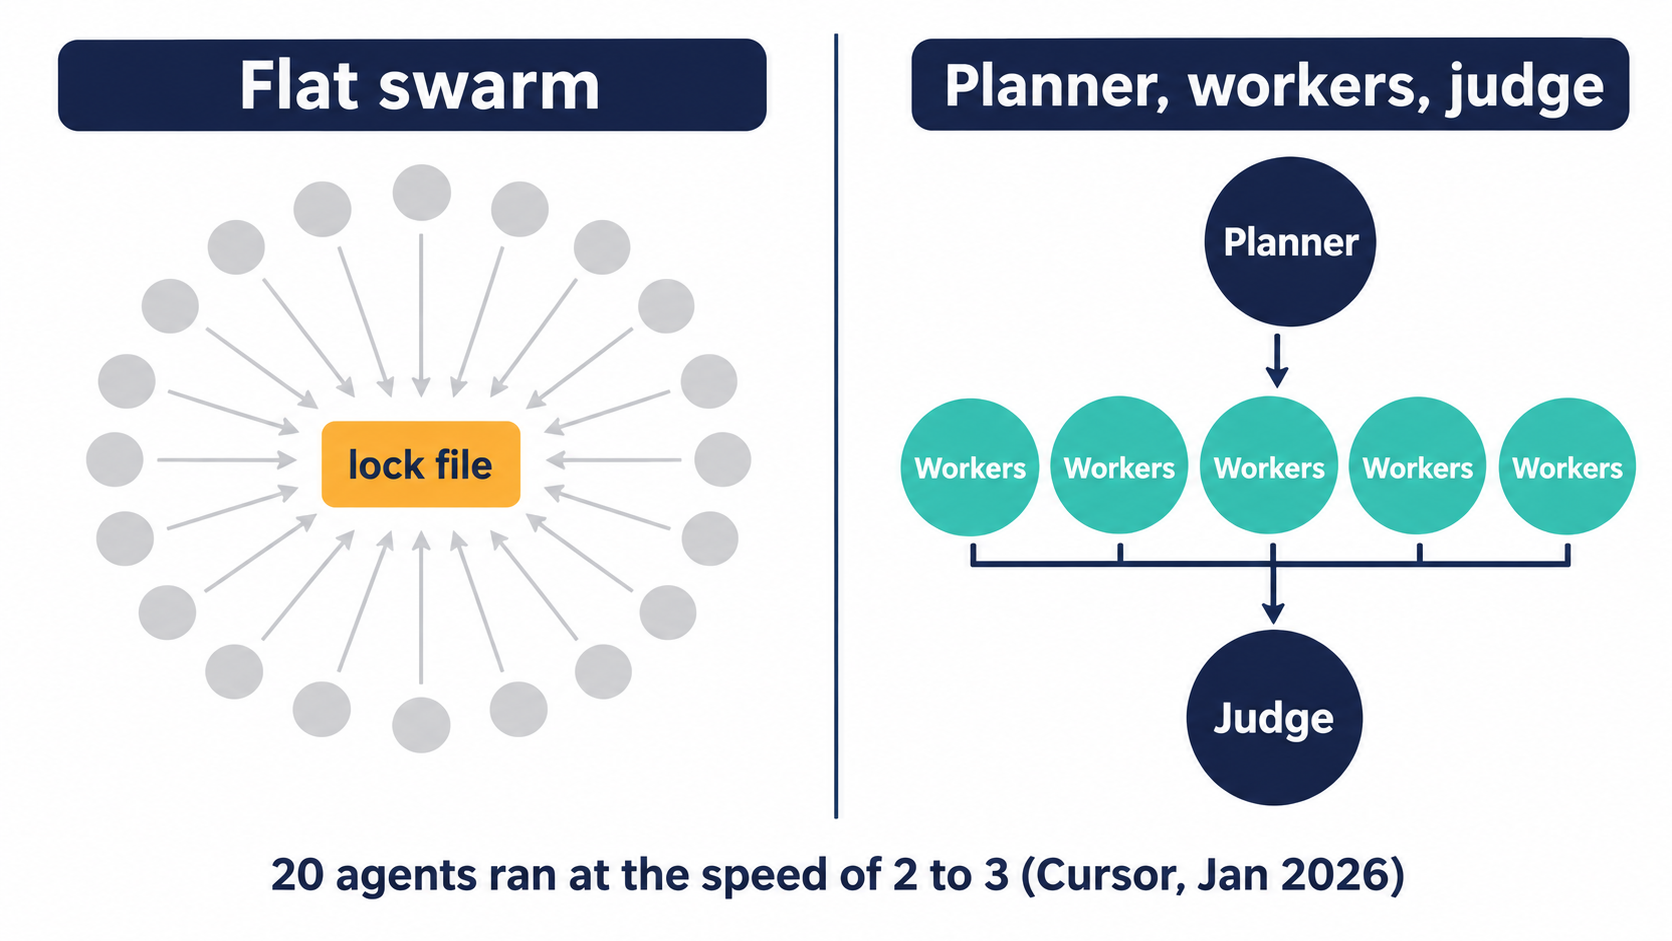 Flat swarm
lock file
Planner, workers, judge
Planner
Workers Workers Workers Workers Workers
Judge
20 agents ran at the speed of 2 to 3 (Cursor, Jan 2026)